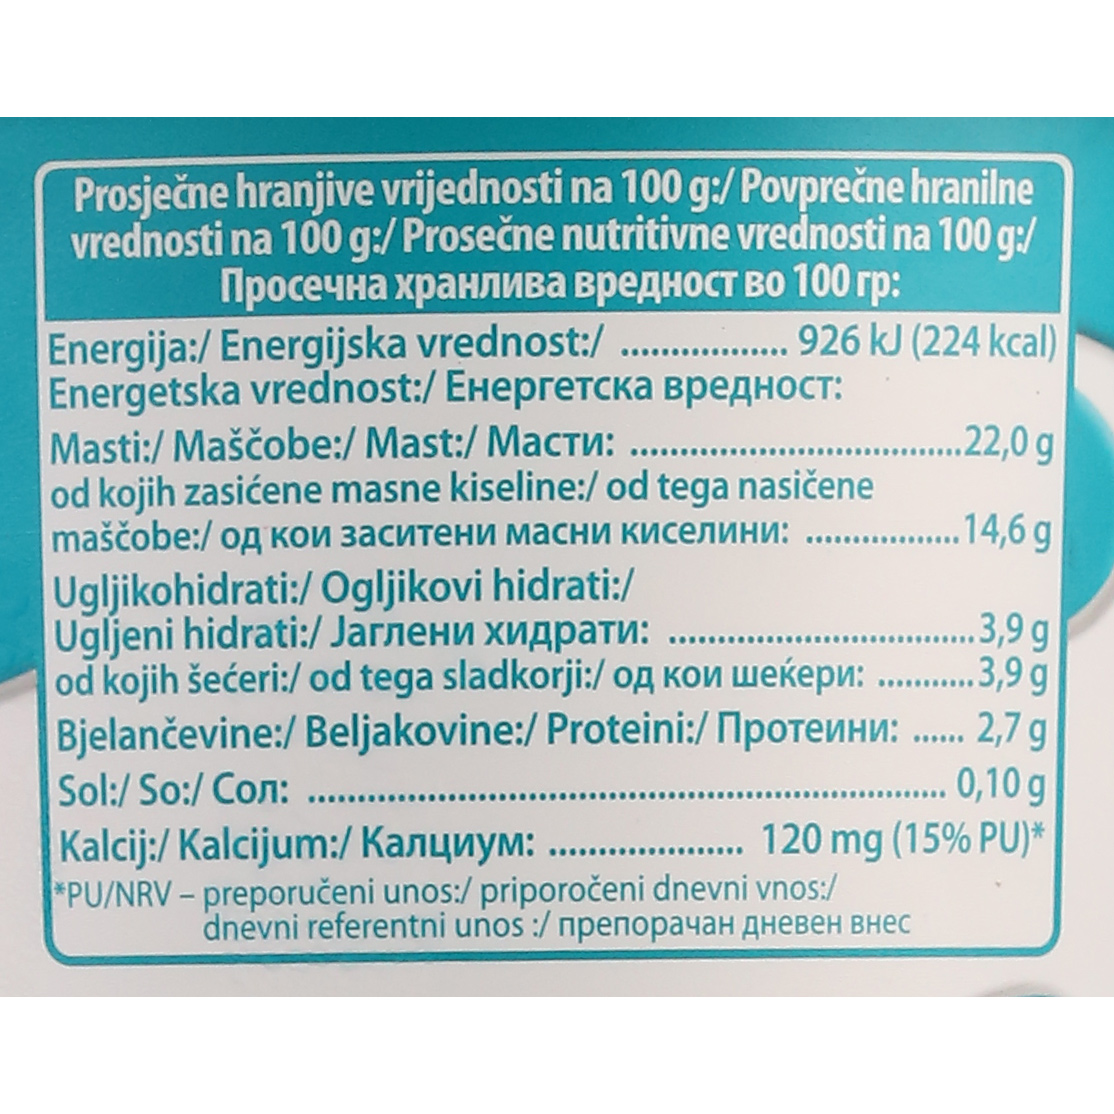 Prosječne hranjive vrijednosti na 100 g:/ Povprečne hranilne
vrednosti na 100 g:/ Prosečne nutritivne vrednosti na 100 g:/
Просечна хранлива вредност во 100 гр:
Energija:/ Energijska vrednost:/ ................. 926 kJ (224 kcal)
Energetska vrednost:/ Енергетска вредност:
Masti:/ Maščobe:/ Mast:/ Масти: ..................................22,0 g
od kojih zasićene masne kiseline:/ od tega nasičene
maščobe:/ од кои заситени масни киселини: ................14,6 g
Ugljikohidrati:/ Ogljikovi hidrati:/
Ugljeni hidrati:/ Јаглени хидрати: ................................3,9 g
od kojih šećeri:/ od tega sladkorji:/ од кои шеќери: ..........3,9 g
Bjelančevine:/ Beljakovine:/ Proteini:/ Протеини: ...... 2,7 g
Sol:/ So:/ Сол: .................................................................. 0,10 g
Kalcij:/ Kalcijum:/ Калциум: .................... 120 mg (15% PU)*
*PU/NRV – preporučeni unos:/ priporočeni dnevni vnos:/
dnevni referentni unos :/ препорачан дневен внес